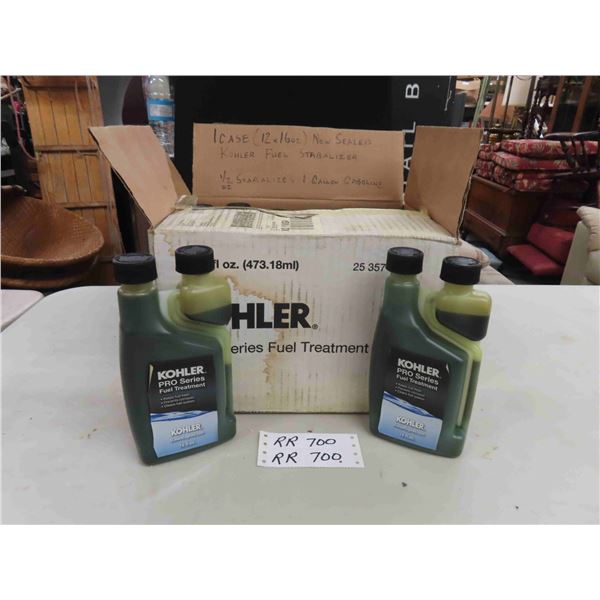 ALL B
1 CASE (12 x 16oz) NEW SEALED
KOHLER FUEL STABALIZER
1/2 oz STABALIZES 1 GALLON GASOLINE
fl oz. (473.18ml)
25 357
HLER®
eries Fuel Treatment
KOHLER
PRO Series
Fuel Treatment
KOHLER
KOHLER
PRO Series
Fuel Treatment
KOHLER
RR 700
RR 700.